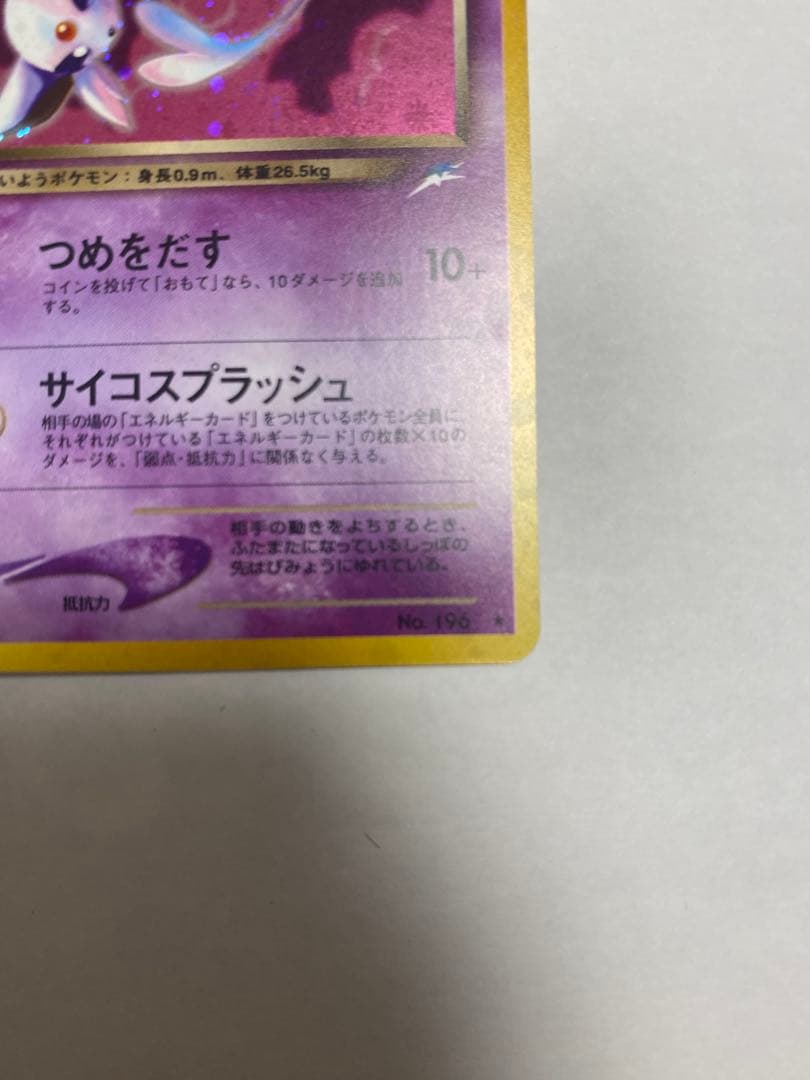 いようポケモン：身長0.9m、体重26.5kg
つめをだす
10+
コインを投げて「おもて」なら、10ダメージを追加
する。
サイコスプラッシュ
相手の場の「エネルギーカード」をつけているポケモン全員に、
それぞれがつけている「エネルギーカード」の枚数×10の
ダメージを、「弱点・抵抗力」に関係なく与える。
相手の動きをよちするとき、
ふたまたになっているしっぽの
先はびみょうにゆれている。
抵抗力
No. 196 ★